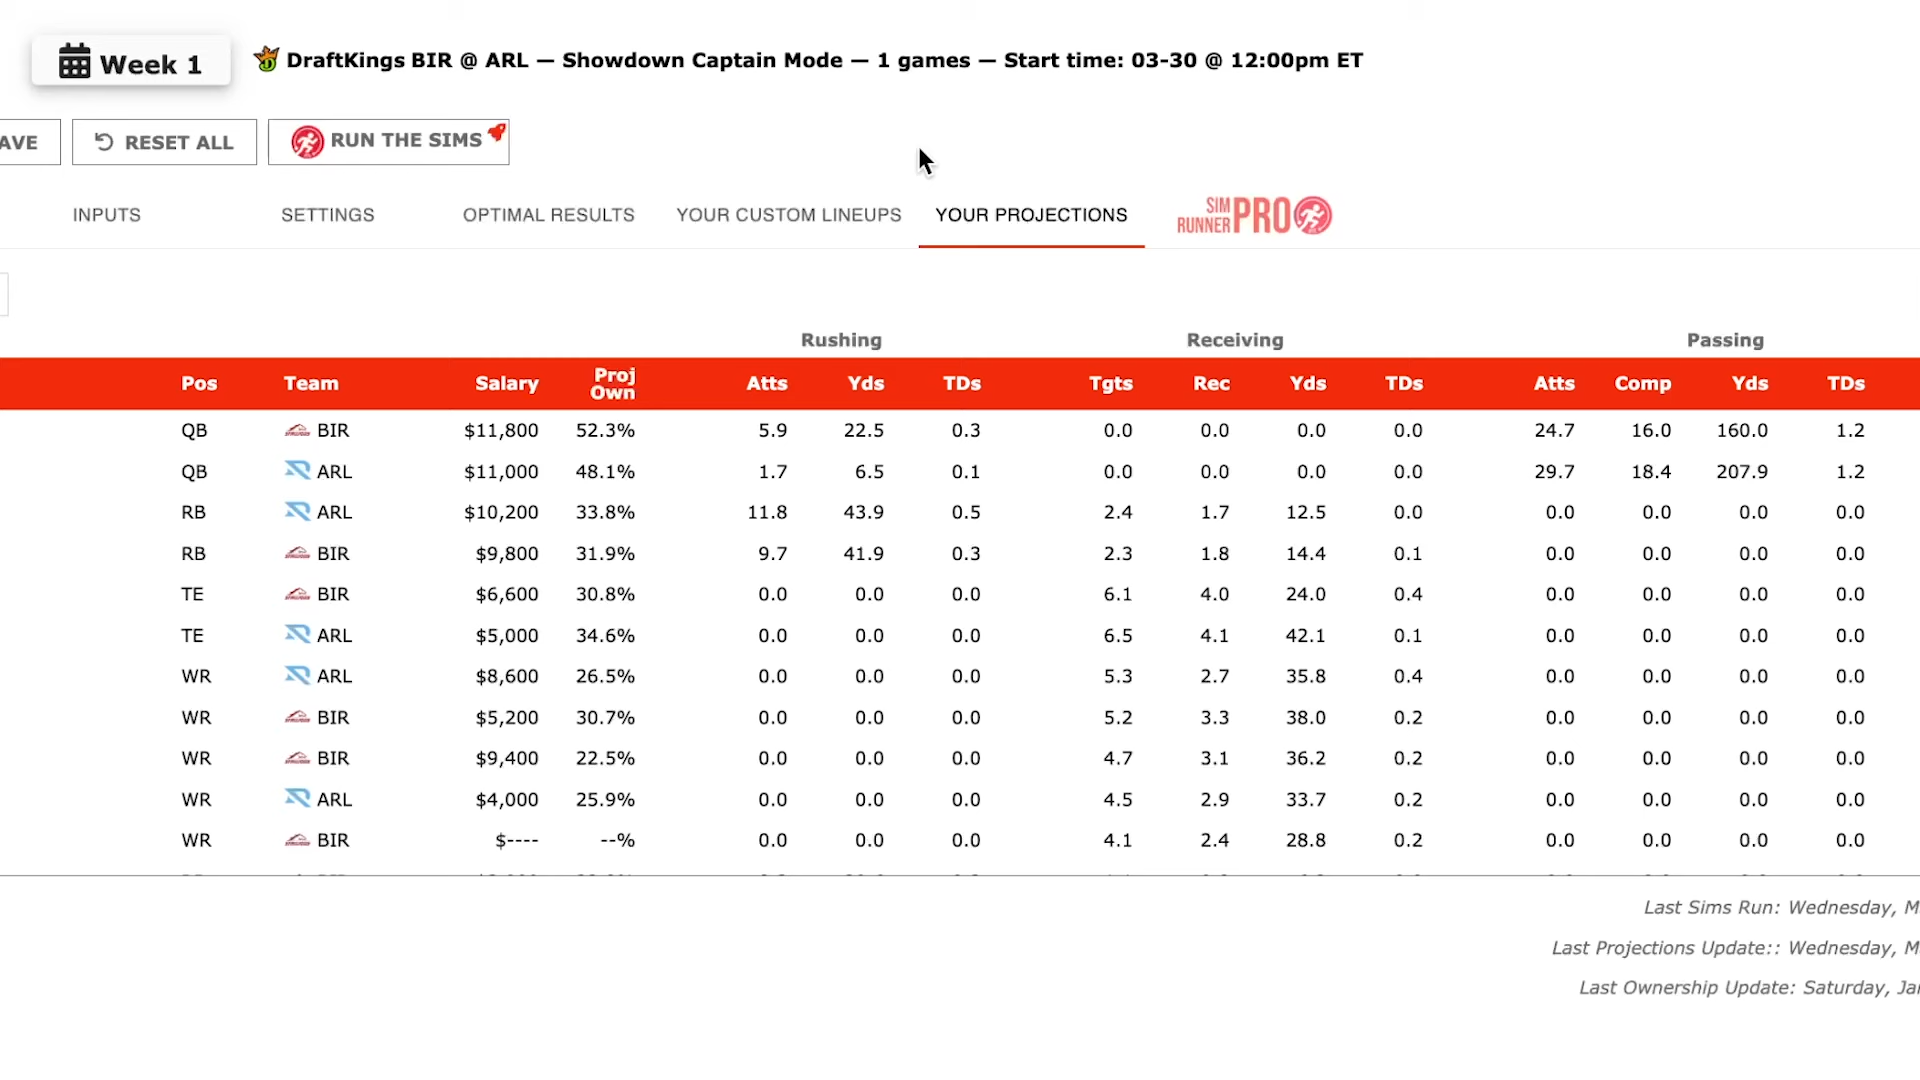 Week 1
DraftKings BIR @ ARL — Showdown Captain Mode — 1 games — Start time: 03-30 @ 12:00pm ET
AVE
RESET ALL
RUN THE SIMS
INPUTS SETTINGS OPTIMAL RESULTS YOUR CUSTOM LINEUPS YOUR PROJECTIONS SIM RUNNER PRO
Rushing Receiving Passing
Pos Team Salary Proj Own Atts Yds TDs Tgts Rec Yds TDs Atts Comp Yds TDs
QB BIR $11,800 52.3% 5.9 22.5 0.3 0.0 0.0 0.0 0.0 24.7 16.0 160.0 1.2
QB ARL $11,000 48.1% 1.7 6.5 0.1 0.0 0.0 0.0 0.0 29.7 18.4 207.9 1.2
RB ARL $10,200 33.8% 11.8 43.9 0.5 2.4 1.7 12.5 0.0 0.0 0.0 0.0 0.0
RB BIR $9,800 31.9% 9.7 41.9 0.3 2.3 1.8 14.4 0.1 0.0 0.0 0.0 0.0
TE BIR $6,600 30.8% 0.0 0.0 0.0 6.1 4.0 24.0 0.4 0.0 0.0 0.0 0.0
TE ARL $5,000 34.6% 0.0 0.0 0.0 6.5 4.1 42.1 0.1 0.0 0.0 0.0 0.0
WR ARL $8,600 26.5% 0.0 0.0 0.0 5.3 2.7 35.8 0.4 0.0 0.0 0.0 0.0
WR BIR $5,200 30.7% 0.0 0.0 0.0 5.2 3.3 38.0 0.2 0.0 0.0 0.0 0.0
WR BIR $9,400 22.5% 0.0 0.0 0.0 4.7 3.1 36.2 0.2 0.0 0.0 0.0 0.0
WR ARL $4,000 25.9% 0.0 0.0 0.0 4.5 2.9 33.7 0.2 0.0 0.0 0.0 0.0
WR BIR $---- --% 0.0 0.0 0.0 4.1 2.4 28.8 0.2 0.0 0.0 0.0 0.0
Last Sims Run: Wednesday, M
Last Projections Update:: Wednesday, M
Last Ownership Update: Saturday, Jan